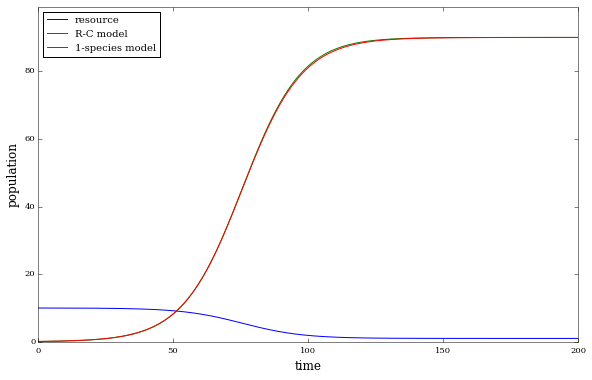 resource
R-C model
1-species model
80
60
40
20
0
population
0 50 100 150 200
time